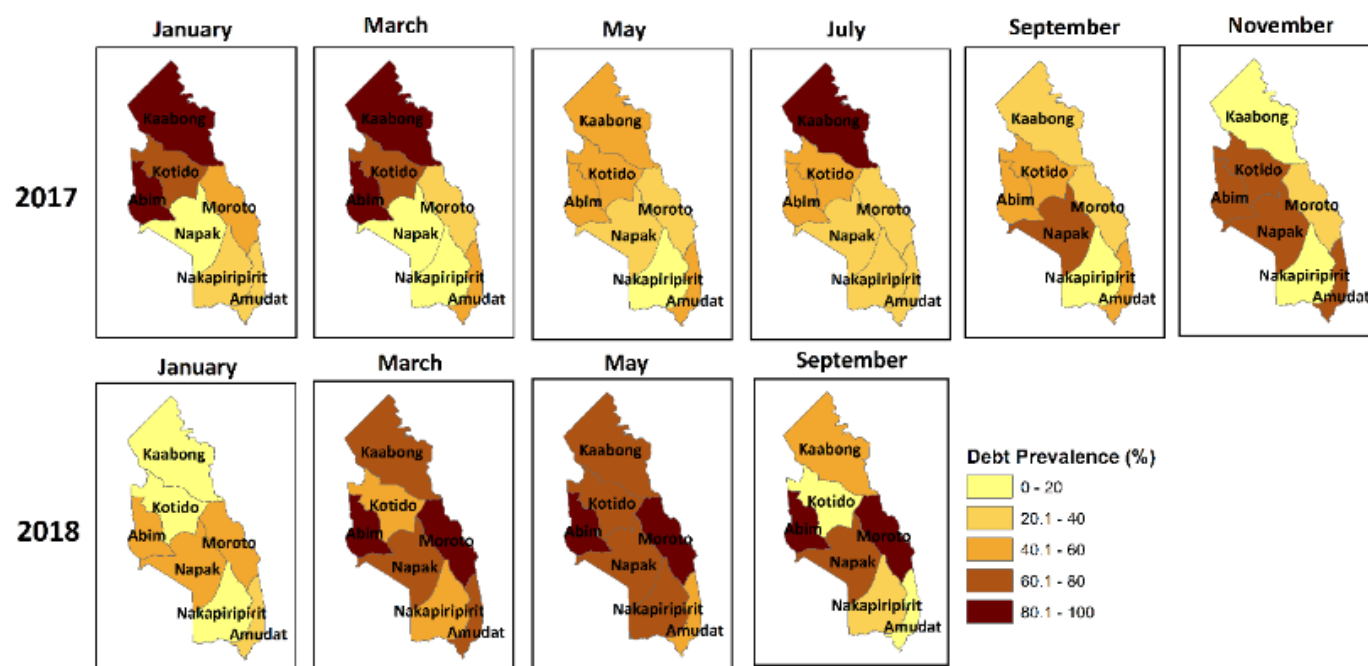 January
March
May
July
September
November
2017
Kaabong
Kotido
Abim
Moroto
Napak
Nakapiripirit
Amudat
Kaabong
Kotido
Abim
Moroto
Napak
Nakapiripirit
Amudat
Kaabong
Kotido
Abim
Moroto
Napak
Nakapiripirit
Amudat
Kaabong
Kotido
Abim
Moroto
Napak
Nakapiripirit
Amudat
Kaabong
Kotido
Abim
Moroto
Napak
Nakapiripirit
Amudat
Kaabong
Kotido
Abim
Moroto
Napak
Nakapiripirit
Amudat
January
March
May
September
2018
Kaabong
Kotido
Abim
Moroto
Napak
Nakapiripirit
Amudat
Kaabong
Kotido
Abim
Moroto
Napak
Nakapiripirit
Amudat
Kaabong
Kotido
Abim
Moroto
Napak
Nakapiripirit
Amudat
Kaabong
Kotido
Abim
Moroto
Napak
Nakapiripirit
Amudat
Debt Prevalence (%)
0 - 20
20.1 - 40
40.1 - 60
60.1 - 80
80.1 - 100